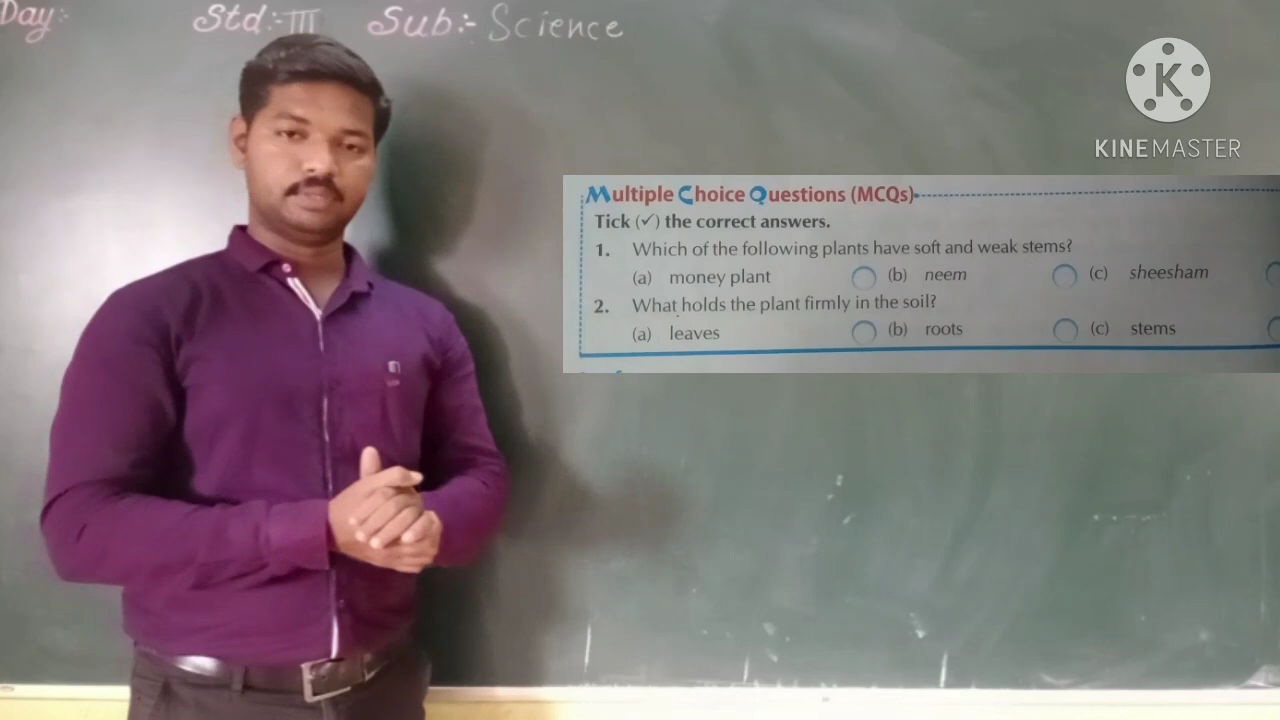 Day:- Std:-III Sub:- Science
K
KINEMASTER
Multiple Choice Questions (MCQs)
Tick (✓) the correct answers.
1. Which of the following plants have soft and weak stems?
(a) money plant (b) neem (c) sheesham
2. What holds the plant firmly in the soil?
(a) leaves (b) roots (c) stems